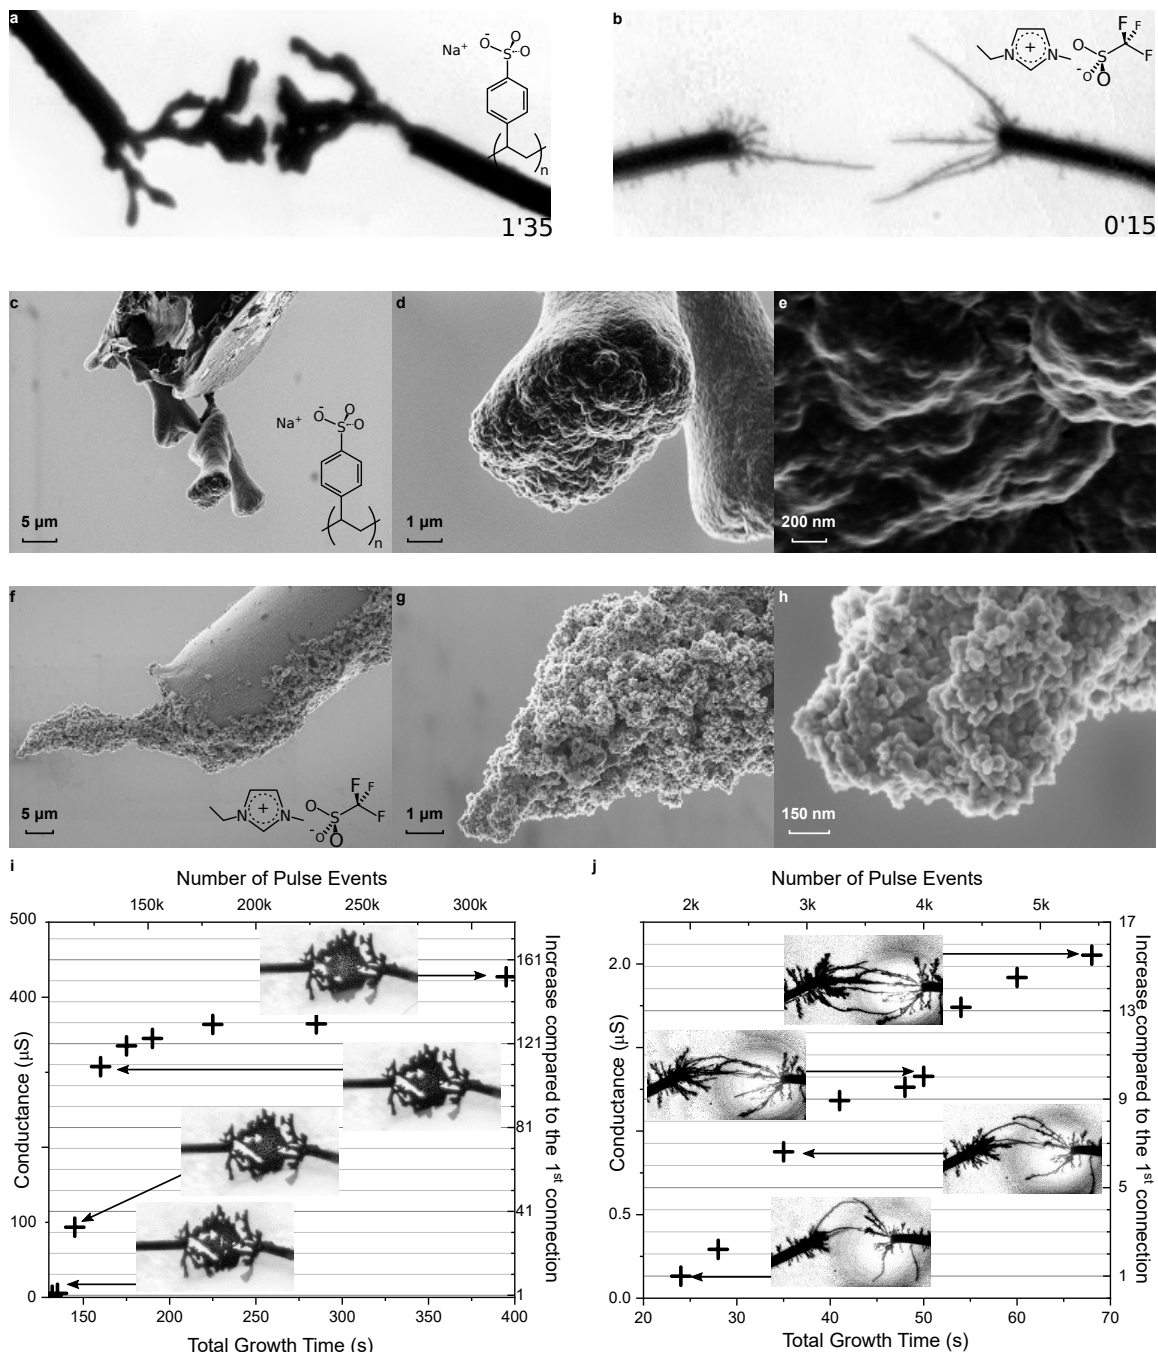 a
Na⁺
O
-
S
O
O
n
1'35
b
F
F
F
N
+
N
O
S
-O
O
0'15
c
Na⁺
O
-
S
O
O
n
5 µm
d
1 µm
e
200 nm
f
5 µm
N
+
N
O
S
-O
O
F
F
F
g
1 µm
h
150 nm
i
Number of Pulse Events
150k 200k 250k 300k
500
400
100
0
Conductance (µS)
161
121
81
41
1
Increase compared to the 1st connection
150 200 250 300 350 400
Total Growth Time (s)
j
Number of Pulse Events
2k 3k 4k 5k
2.0
0.5
0.0
Conductance (µS)
17
13
9
5
1
Increase compared to the 1st connection
20 30 40 50 60 70
Total Growth Time (s)